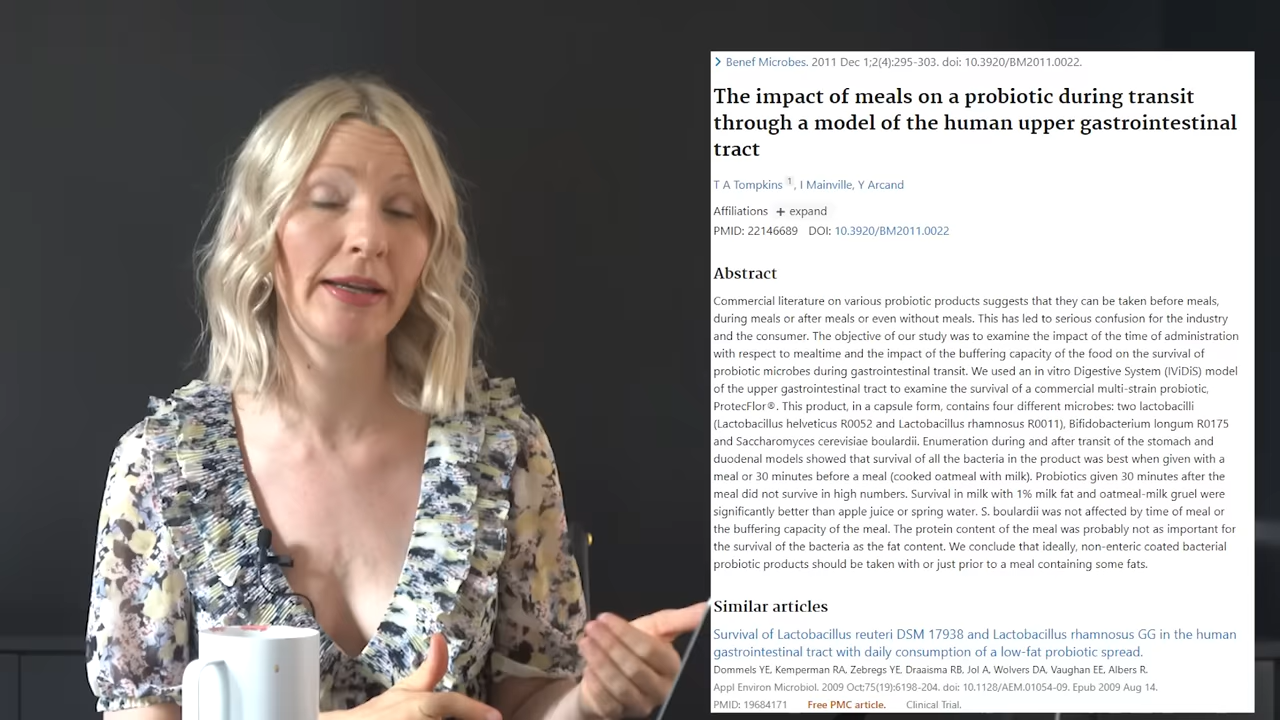 Benef Microbes. 2011 Dec 1;2(4):295-303. doi: 10.3920/BM2011.0022.
The impact of meals on a probiotic during transit
through a model of the human upper gastrointestinal
tract
T A Tompkins 1, I Mainville, Y Arcand
Affiliations + expand
PMID: 22146689 DOI: 10.3920/BM2011.0022
Abstract
Commercial literature on various probiotic products suggests that they can be taken before meals,
during meals or after meals or even without meals. This has led to serious confusion for the industry
and the consumer. The objective of our study was to examine the impact of the time of administration
with respect to mealtime and the impact of the buffering capacity of the food on the survival of
probiotic microbes during gastrointestinal transit. We used an in vitro Digestive System (IViDiS) model
of the upper gastrointestinal tract to examine the survival of a commercial multi-strain probiotic,
ProtecFlor®. This product, in a capsule form, contains four different microbes: two lactobacilli
(Lactobacillus helveticus R0052 and Lactobacillus rhamnosus R0011), Bifidobacterium longum R0175
and Saccharomyces cerevisiae boulardii. Enumeration during and after transit of the stomach and
duodenal models showed that survival of all the bacteria in the product was best when given with a
meal or 30 minutes before a meal (cooked oatmeal with milk). Probiotics given 30 minutes after the
meal did not survive in high numbers. Survival in milk with 1% milk fat and oatmeal-milk gruel were
significantly better than apple juice or spring water. S. boulardii was not affected by time of meal or
the buffering capacity of the meal. The protein content of the meal was probably not as important for
the survival of the bacteria as the fat content. We conclude that ideally, non-enteric coated bacterial
probiotic products should be taken with or just prior to a meal containing some fats.
Similar articles
Survival of Lactobacillus reuteri DSM 17938 and Lactobacillus rhamnosus GG in the human
gastrointestinal tract with daily consumption of a low-fat probiotic spread.
Dommels YE, Kemperman RA, Zebregs YE, Draaisma RB, Jol A, Wolvers DA, Vaughan EE, Albers R.
Appl Environ Microbiol. 2009 Oct;75(19):6198-204. doi: 10.1128/AEM.01054-09. Epub 2009 Aug 14.
PMID: 19684171 Free PMC article. Clinical Trial.